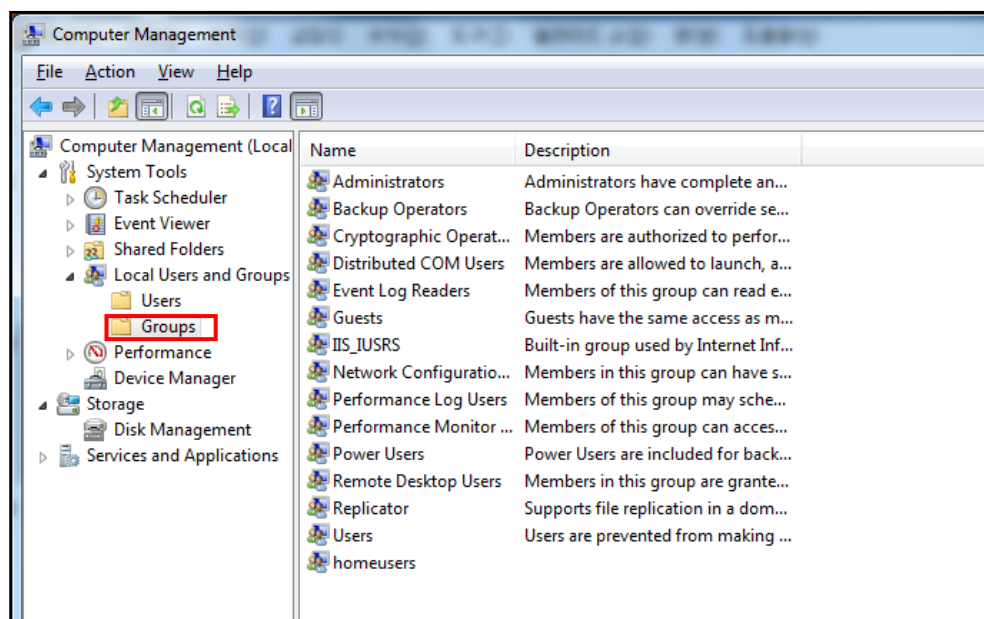 Computer Management
File Action View Help
Computer Management (Local
System Tools
Task Scheduler
Event Viewer
Shared Folders
Local Users and Groups
Users
Groups
Performance
Device Manager
Storage
Disk Management
Services and Applications
Name Description
Administrators Administrators have complete an...
Backup Operators Backup Operators can override se...
Cryptographic Operat... Members are authorized to perfor...
Distributed COM Users Members are allowed to launch, a...
Event Log Readers Members of this group can read e...
Guests Guests have the same access as m...
IIS_IUSRS Built-in group used by Internet Inf...
Network Configuratio... Members in this group can have s...
Performance Log Users Members of this group may sche...
Performance Monitor ... Members of this group can acces...
Power Users Power Users are included for back...
Remote Desktop Users Members in this group are grante...
Replicator Supports file replication in a dom...
Users Users are prevented from making ...
homeusers